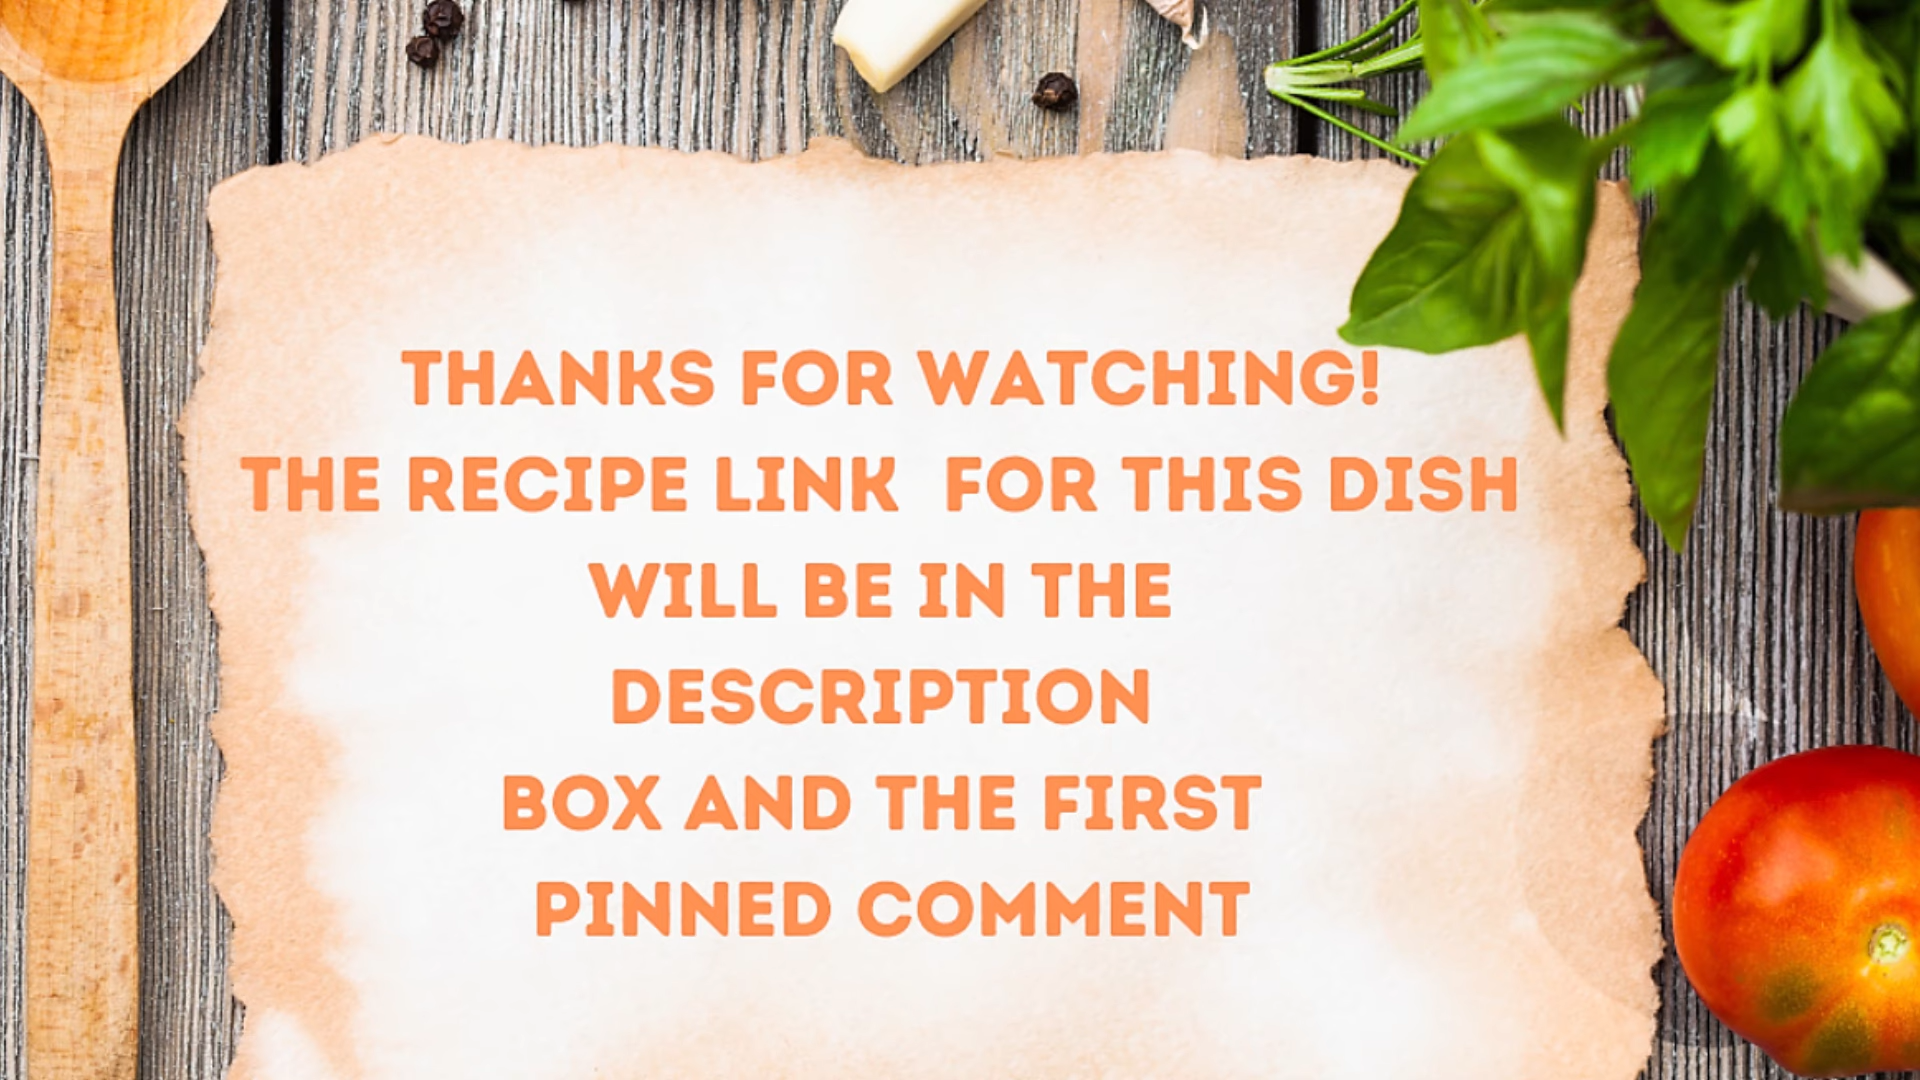 THANKS FOR WATCHING!
THE RECIPE LINK FOR THIS DISH
WILL BE IN THE
DESCRIPTION
BOX AND THE FIRST
PINNED COMMENT